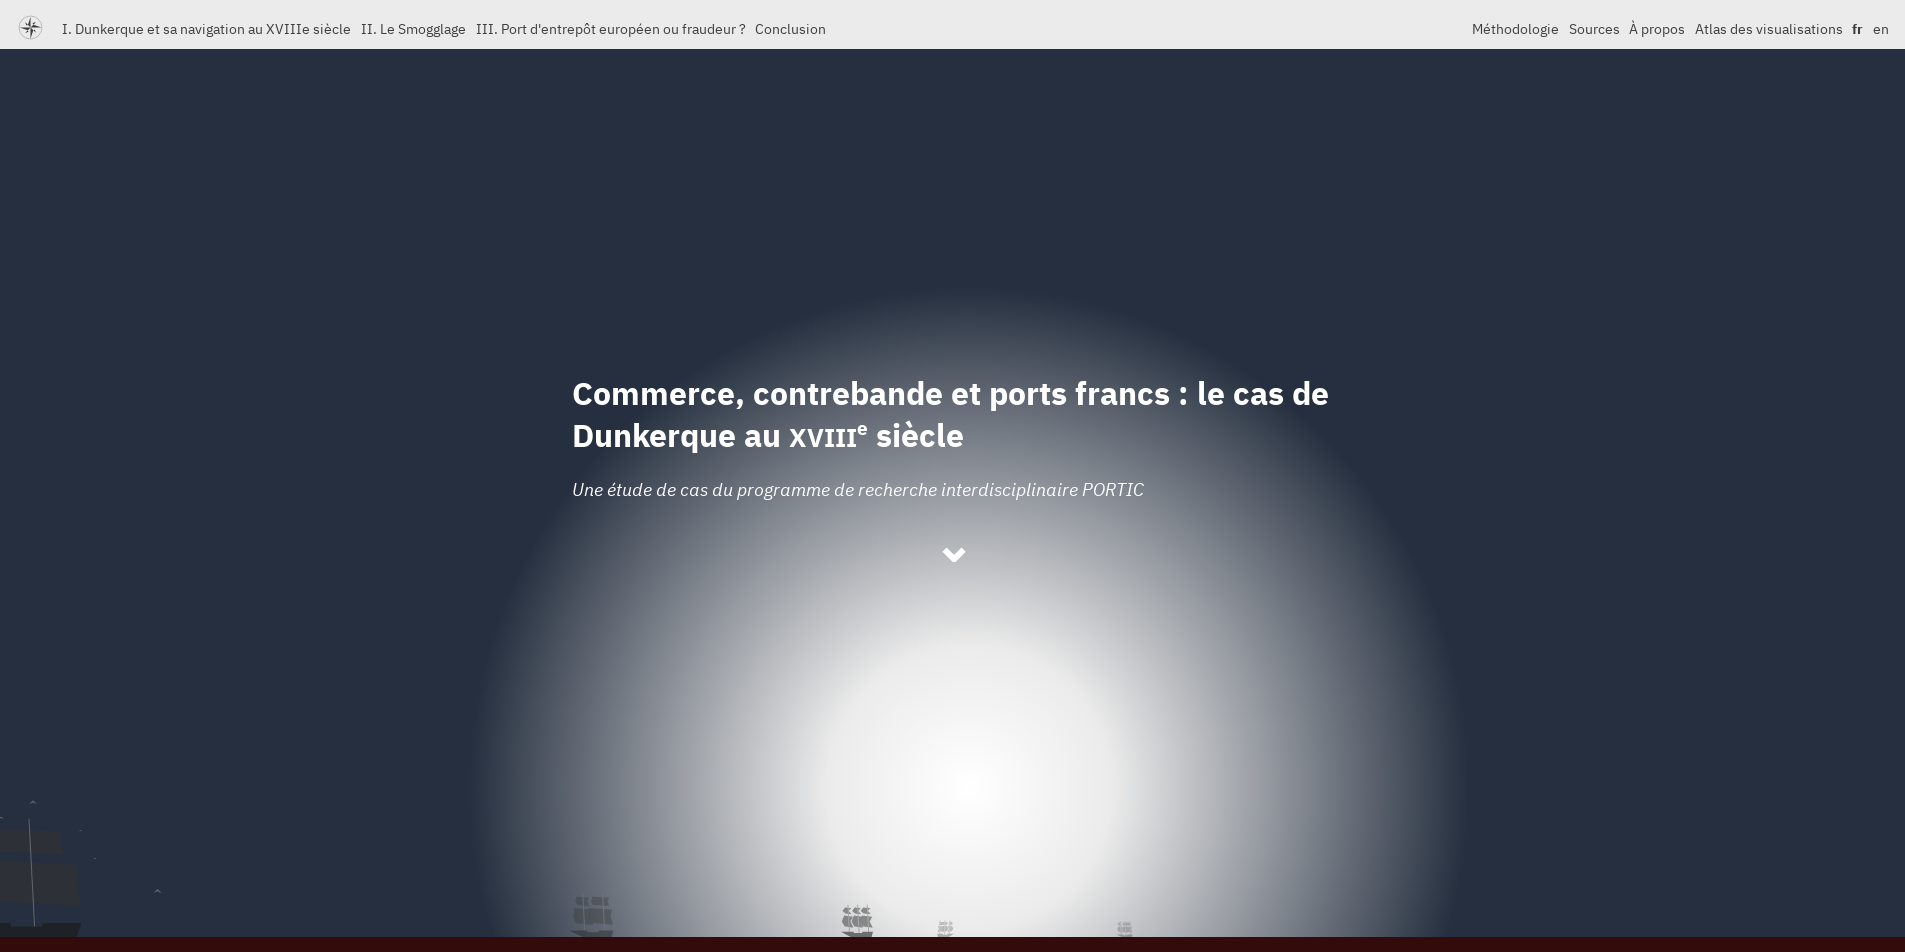 I. Dunkerque et sa navigation au XVIIIe siècle II. Le Smogglage III. Port d'entrepôt européen ou fraudeur ? Conclusion Méthodologie Sources À propos Atlas des visualisations fr en
Commerce, contrebande et ports francs : le cas de
Dunkerque au XVIIIe siècle
Une étude de cas du programme de recherche interdisciplinaire PORTIC